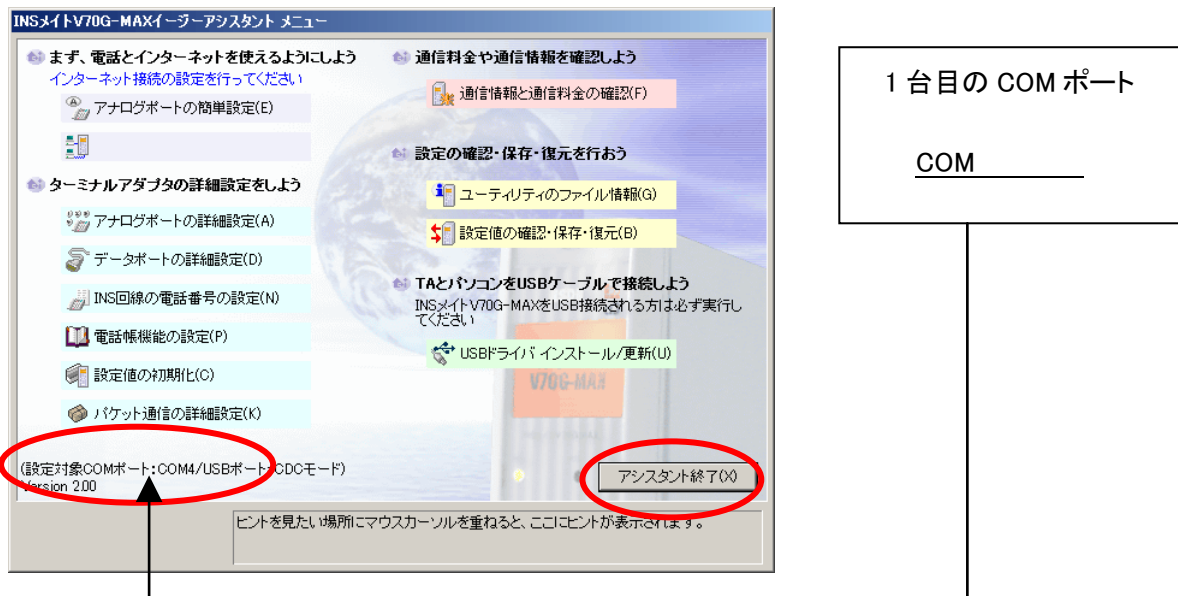 INSメイトV70G-MAXイージーアシスタント メニュー
まず、電話とインターネットを使えるようにしよう
インターネット接続の設定を行ってください
アナログポートの簡単設定(E)
ターミナルアダプタの詳細設定をしよう
アナログポートの詳細設定(A)
データポートの詳細設定(D)
INS回線の電話番号の設定(N)
電話帳機能の設定(P)
設定値の初期化(C)
パケット通信の詳細設定(K)
(設定対象COMポート:COM4/USBポート:CDCモード)
Version 2.00
通信料金や通信情報を確認しよう
通信情報と通信料金の確認(F)
設定の確認・保存・復元を行おう
ユーティリティのファイル情報(G)
設定値の確認・保存・復元(B)
TAとパソコンをUSBケーブルで接続しよう
INSメイトV70G-MAXをUSB接続される方は必ず実行し
てください
USBドライバ インストール/更新(U)
V70G-MAX
アシスタント終了(X)
ヒントを見たい場所にマウスカーソルを重ねると、ここにヒントが表示されます。
1 台目の COM ポート
COM